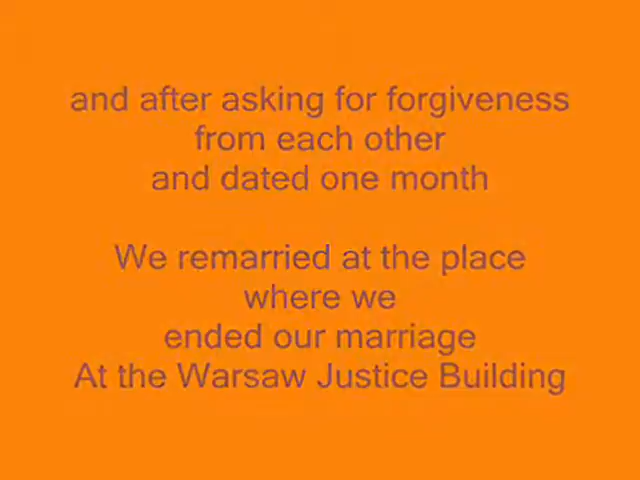 and after asking for forgiveness
from each other
and dated one month
We remarried at the place
where we
ended our marriage
At the Warsaw Justice Building